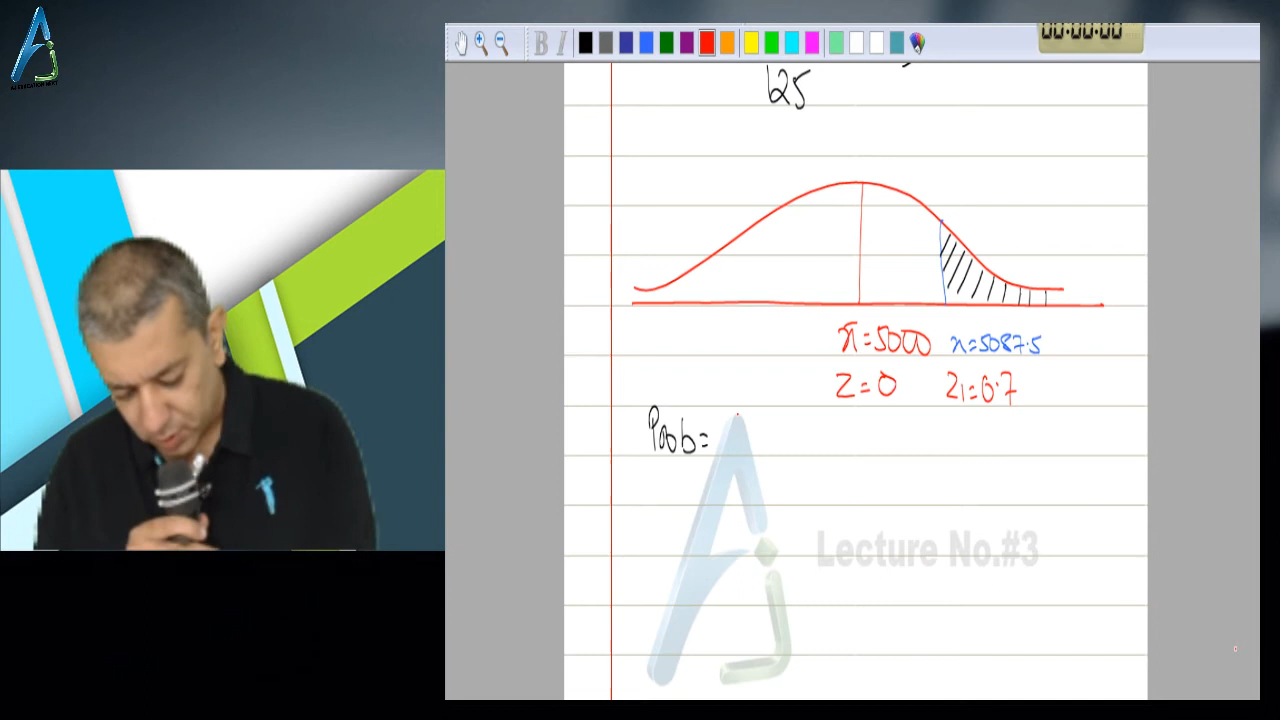 00:00:00
B I
125
x̄=5000 x=5087.5
Z=0 Z1=0.7
Prob=
Lecture No.#3